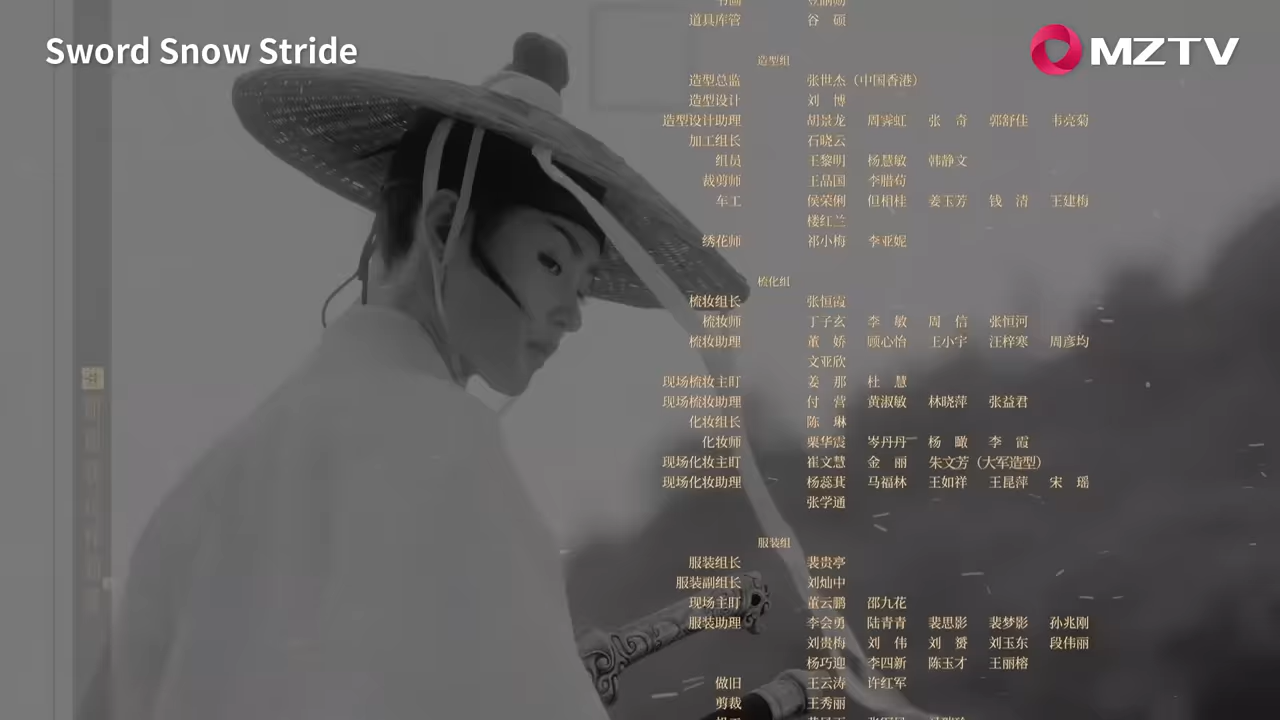 Sword Snow Stride
MZTV
道具库管 谷 硕
造型组
造型总监 张世杰（中国香港）
造型设计 刘 博
造型设计助理 胡景龙 周霁虹 张 奇 郭舒佳 韦亮菊
加工组长 石晓云
组员 王黎明 杨慧敏 韩静文
裁剪师 王品国 李腊荀
车工 侯荣俐 但相桂 姜玉芳 钱 清 王建梅
楼红兰
绣花师 祁小梅 李亚妮
梳化组
梳妆组长 张恒霞
梳妆师 丁子玄 李 敏 周 信 张恒河
梳妆助理 董 娇 顾心怡 王小宇 汪梓寒 周彦均
文亚欣
现场梳妆主盯 姜 那 杜 慧
现场梳妆助理 付 营 黄淑敏 林晓萍 张益君
化妆组长 陈 琳
化妆师 栗华震 岑丹丹 杨 瞰 李 霞
现场化妆主盯 崔文慧 金 丽 朱文芳（大军造型）
现场化妆助理 杨蕊萁 马福林 王如祥 王昆萍 宋 瑶
张学通
服装组
服装组长 裴贵亭
服装副组长 刘灿中
现场主盯 董云鹏 邵九花
服装助理 李会勇 陆青青 裴思影 裴梦影 孙兆刚
刘贵梅 刘 伟 刘 赟 刘玉东 段伟丽
杨巧迎 李四新 陈玉才 王丽榕
做旧 王云涛 许红军
剪裁 王秀丽